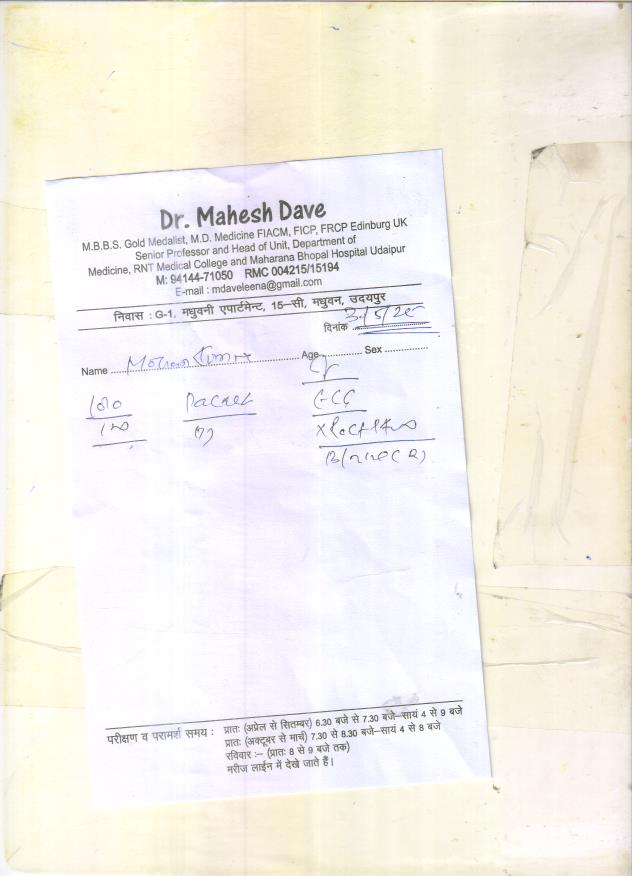 Dr. Mahesh Dave
M.B.B.S. Gold Medalist, M.D. Medicine FIACM, FICP, FRCP Edinburg UK
Senior Professor and Head of Unit, Department of
Medicine, RNT Medical College and Maharana Bhopal Hospital Udaipur
M: 94144-71050 RMC 004215/15194
E-mail : mdaveleena@gmail.com
निवास : G-1, मधुवनी एपार्टमेन्ट, 15-सी, मधुवन, उदयपुर
दिनांक
Name Age Sex
ECG
परीक्षण व परामर्श समय : प्रातः (अप्रेल से सितम्बर) 6.30 बजे से 7.30 बजे-सायं 4 से 9 बजे
प्रातः (अक्टूबर से मार्च) 7.30 से 8.30 बजे-सायं 4 से 8 बजे
रविवार :- (प्रातः 8 से 9 बजे तक)
मरीज लाईन में देखे जाते हैं।